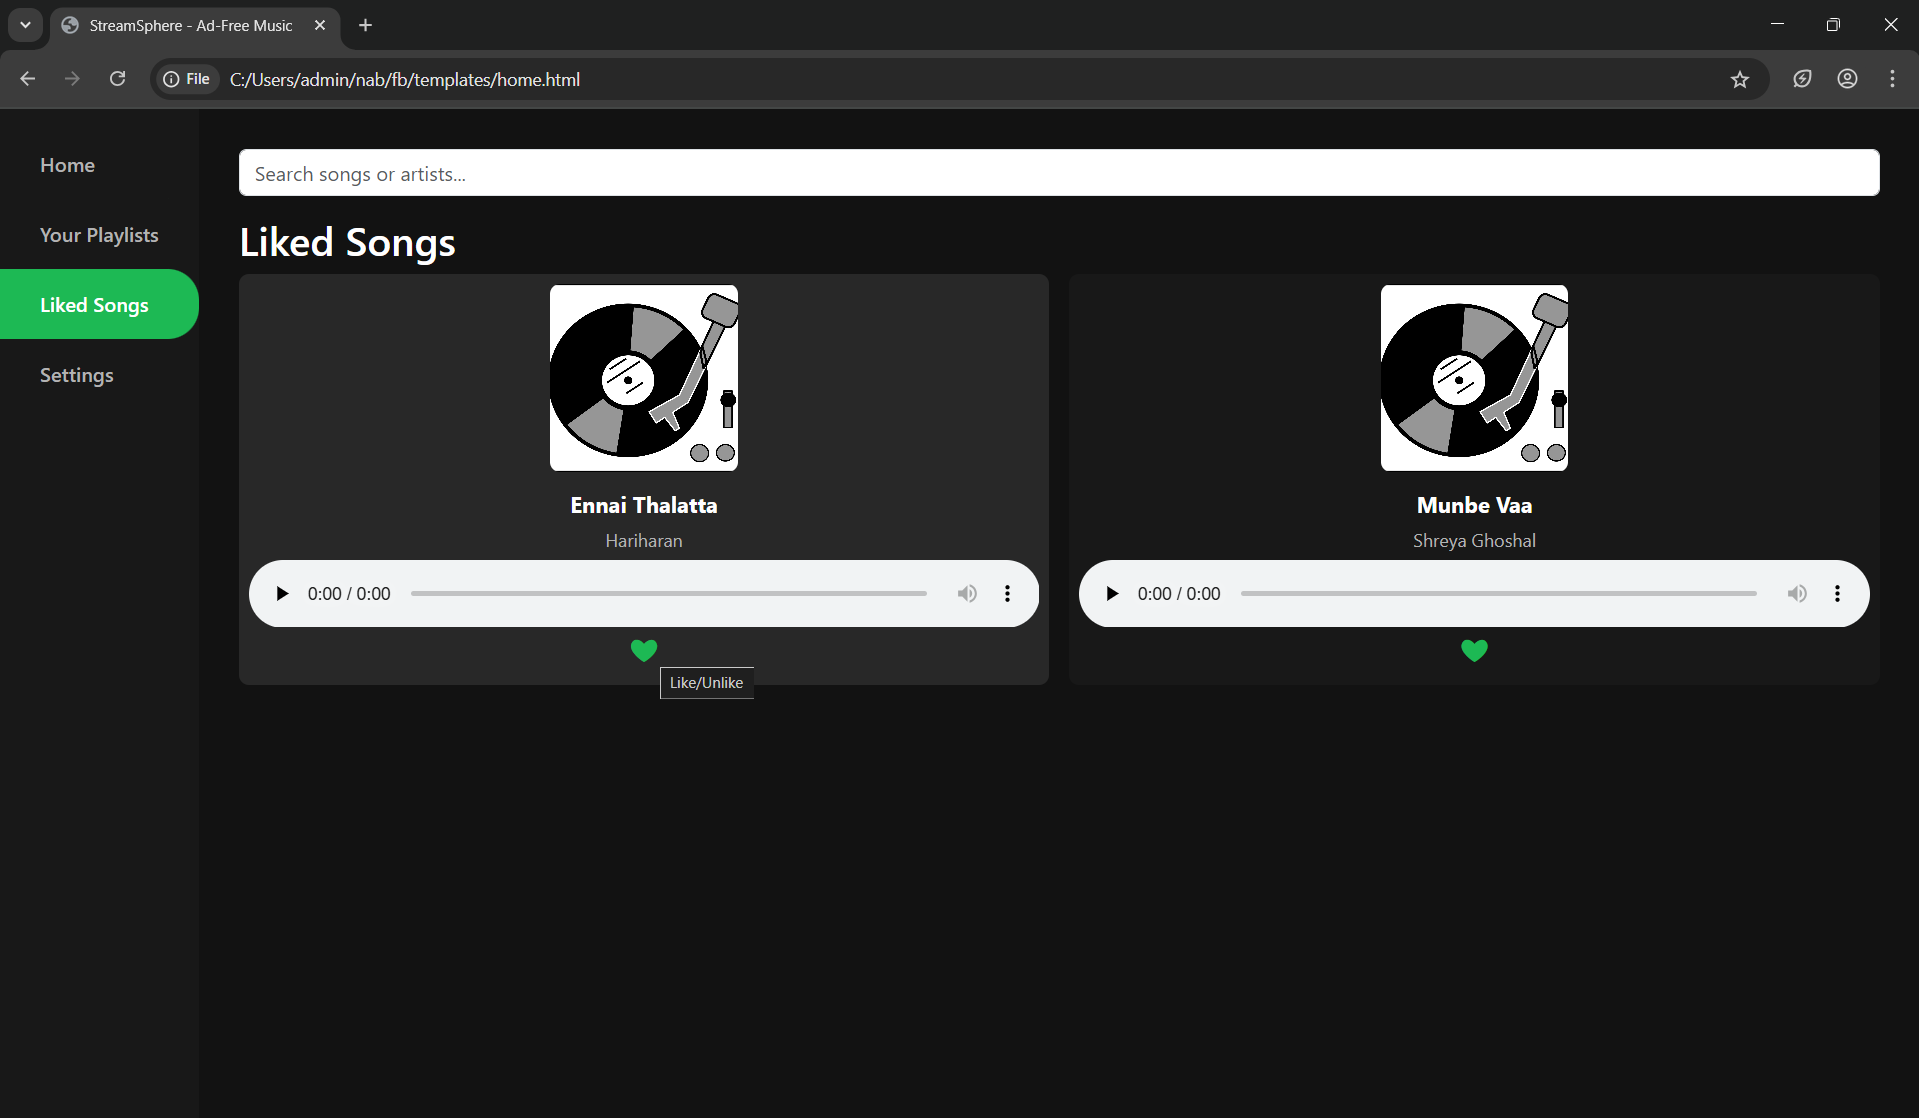 StreamSphere - Ad-Free Music
File
C:/Users/admin/nab/fb/templates/home.html
Home
Your Playlists
Liked Songs
Settings
Search songs or artists...
Liked Songs
Ennai Thalatta
Hariharan
0:00 / 0:00
Like/Unlike
Munbe Vaa
Shreya Ghoshal
0:00 / 0:00